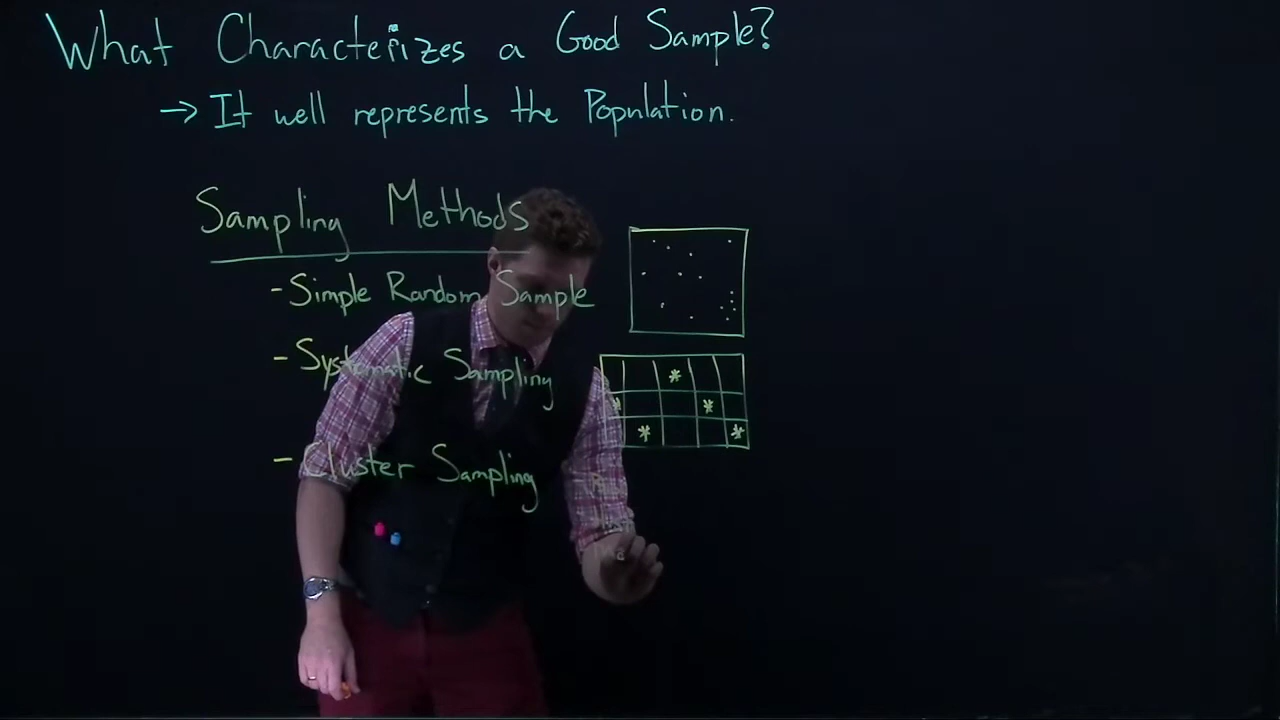 What Characterizes a Good Sample?
→ It well represents the Population.
Sampling Methods
- Simple Random Sample
- Systematic Sampling
- Cluster Sampling